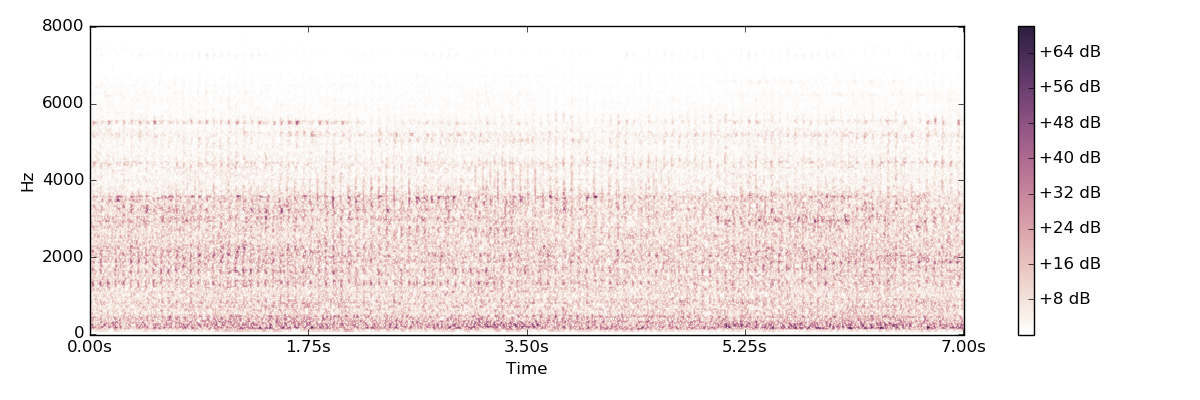 8000
6000
4000
2000
0
Hz
0.00s 1.75s 3.50s 5.25s 7.00s
Time
+64 dB
+56 dB
+48 dB
+40 dB
+32 dB
+24 dB
+16 dB
+8 dB